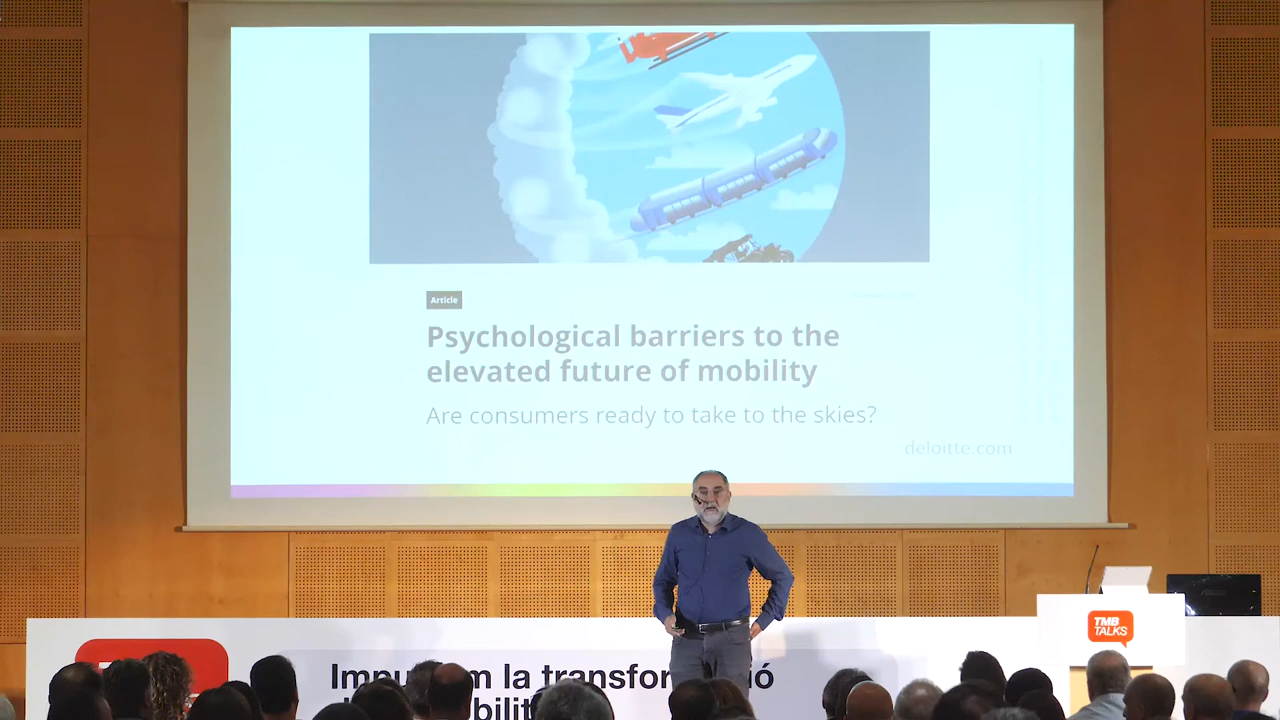 Article
Psychological barriers to the
elevated future of mobility
Are consumers ready to take to the skies?
deloitte.com
TMB
TALKS
la